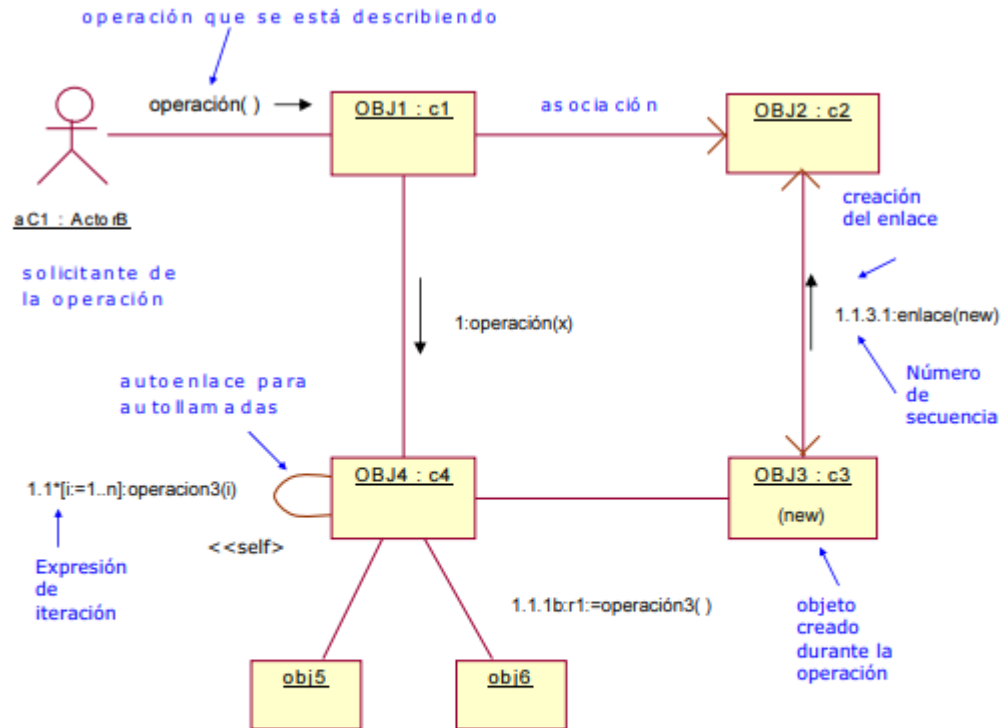 operación que se está describiendo
operación( )
OBJ1 : c1
asociación
OBJ2 : c2
aC1 : ActorB
creación
del enlace
solicitante de
la operación
1:operación(x)
1.1.3.1:enlace(new)
Número
de
secuencia
autoenlace para
autollamadas
OBJ4 : c4
OBJ3 : c3
(new)
1.1*[i:=1..n]:operacion3(i)
<<self>
Expresión
de
iteración
1.1.1b:r1:=operación3( )
objeto
creado
durante la
operación
obj5
obj6